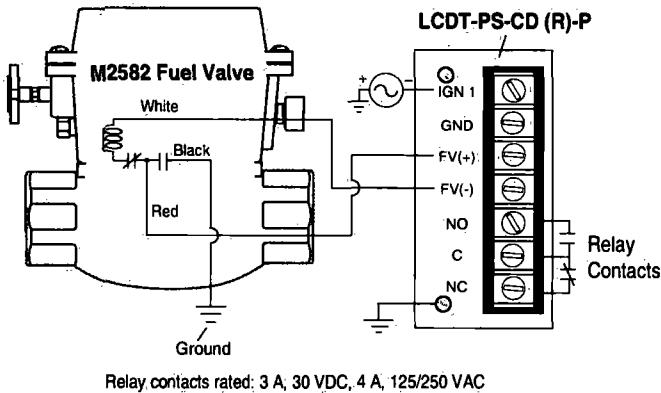 LCDT-PS-CD (R)-P
M2582 Fuel Valve
White
Black
Red
Ground
+
−
IGN 1
GND
FV(+)
FV(-)
NO
C
NC
Relay
Contacts
Relay contacts rated: 3 A, 30 VDC, 4 A, 125/250 VAC